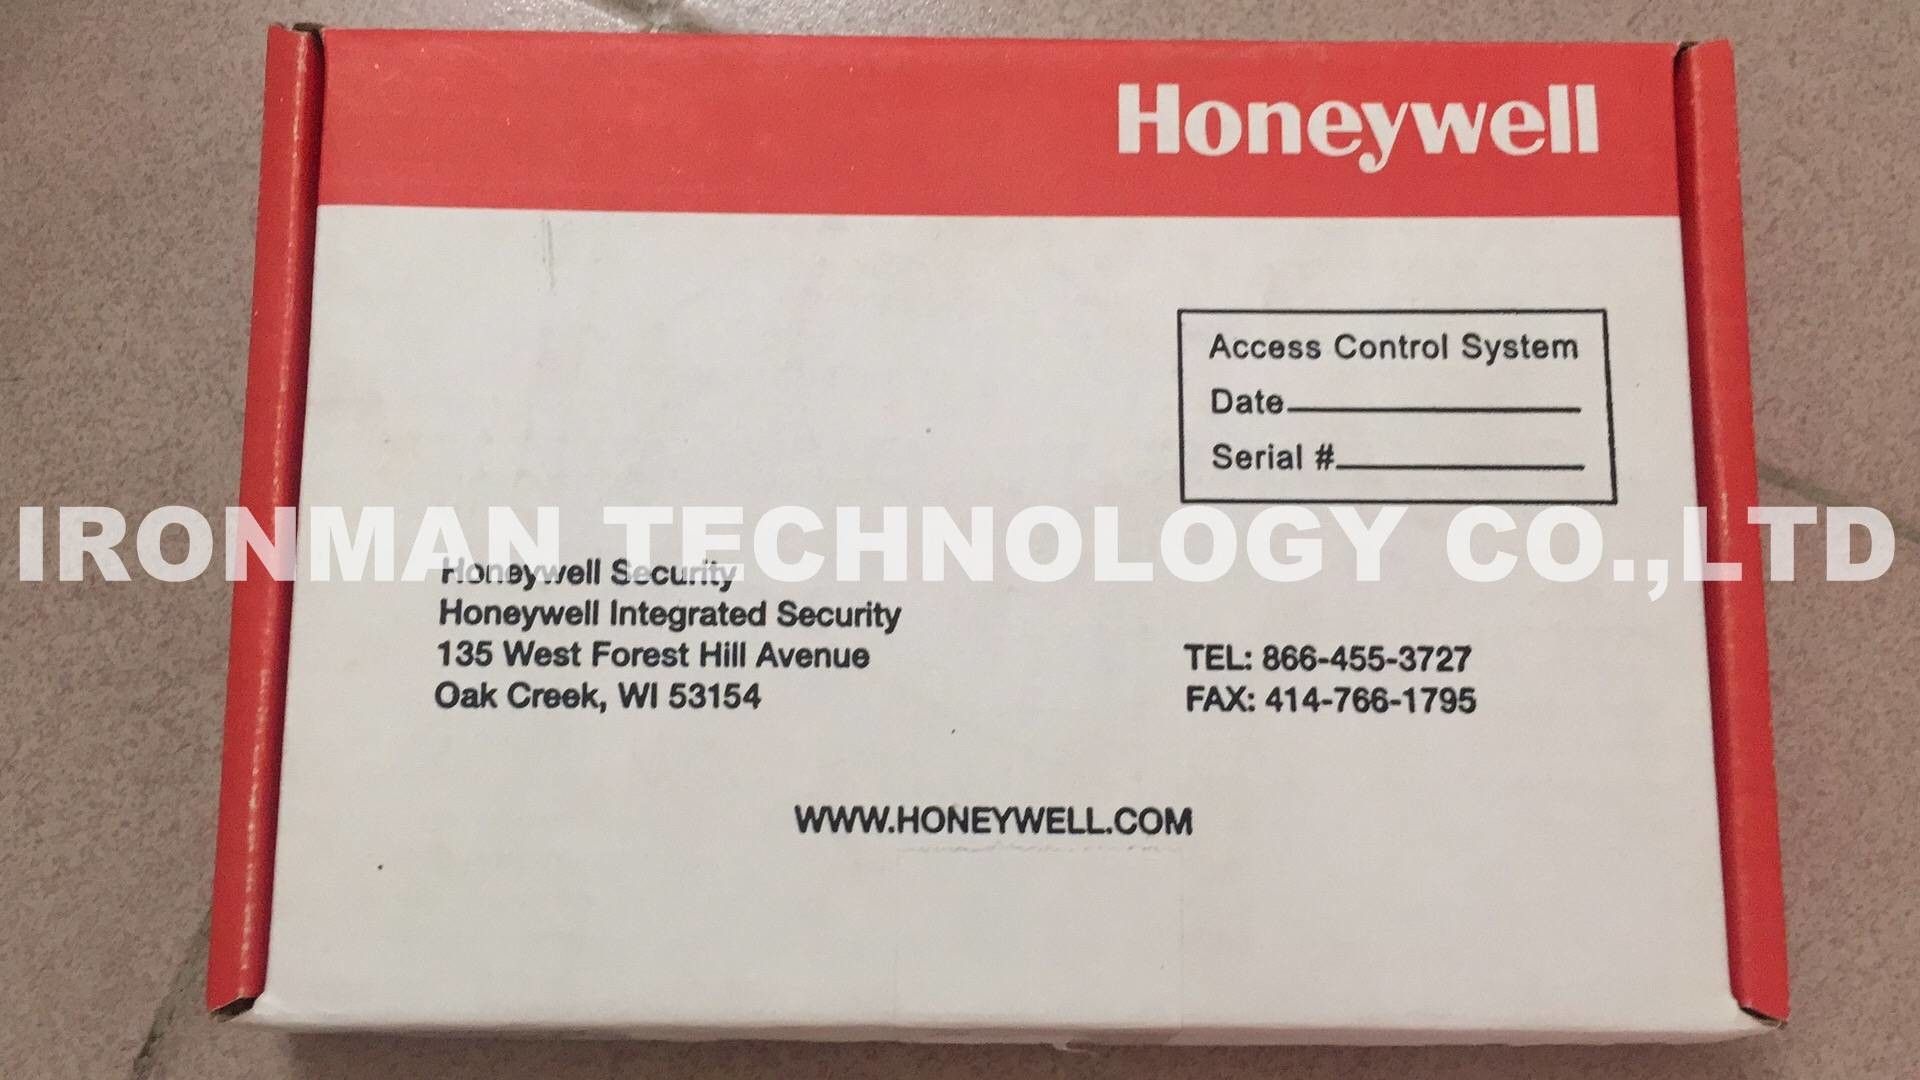 Honeywell
Access Control System
Date
Serial #
IRONMAN TECHNOLOGY CO.,LTD
Honeywell Security
Honeywell Integrated Security
135 West Forest Hill Avenue
Oak Creek, WI 53154
TEL: 866-455-3727
FAX: 414-766-1795
WWW.HONEYWELL.COM